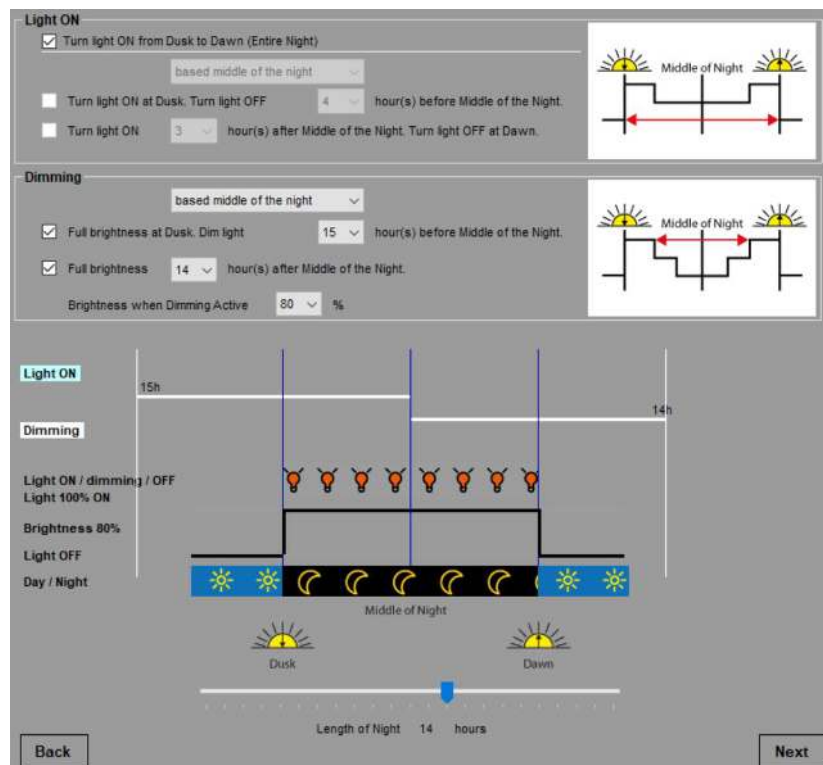 Light ON
Turn light ON from Dusk to Dawn (Entire Night)
based middle of the night
Turn light ON at Dusk. Turn light OFF 4 hour(s) before Middle of the Night.
Turn light ON 3 hour(s) after Middle of the Night. Turn light OFF at Dawn.
Middle of Night
Dimming
based middle of the night
Full brightness at Dusk. Dim light 15 hour(s) before Middle of the Night.
Full brightness 14 hour(s) after Middle of the Night.
Brightness when Dimming Active 80 %
Middle of Night
Light ON
15h
14h
Dimming
Light ON / dimming / OFF
Light 100% ON
Brightness 80%
Light OFF
Day / Night
Middle of Night
Dusk Dawn
Length of Night 14 hours
Back Next